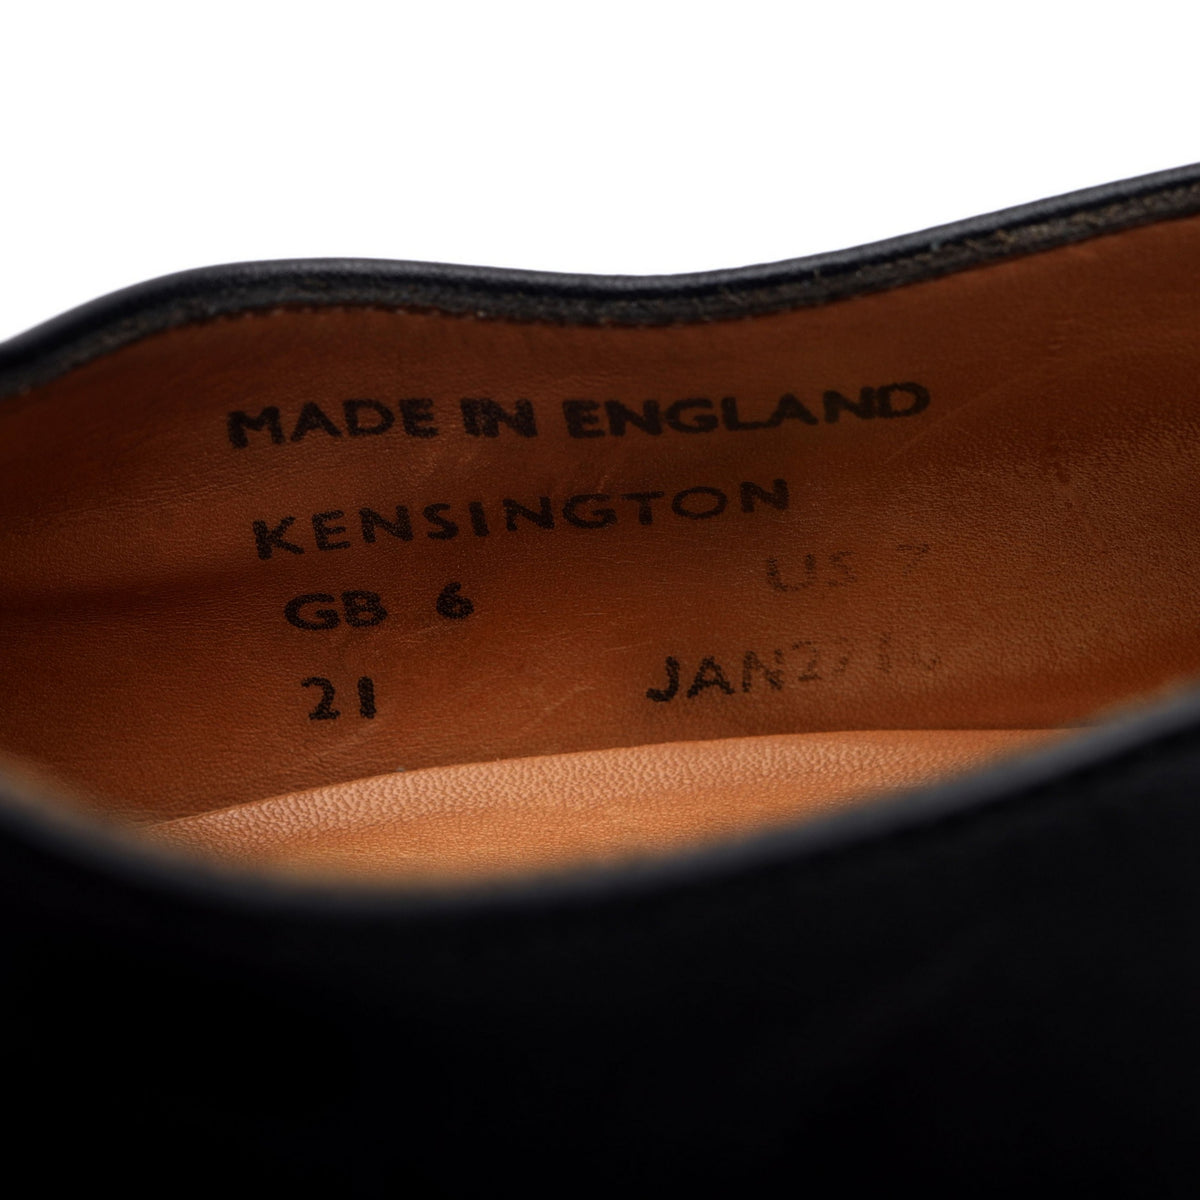 MADE IN ENGLAND
KENSINGTON
GB 6 US 7
21